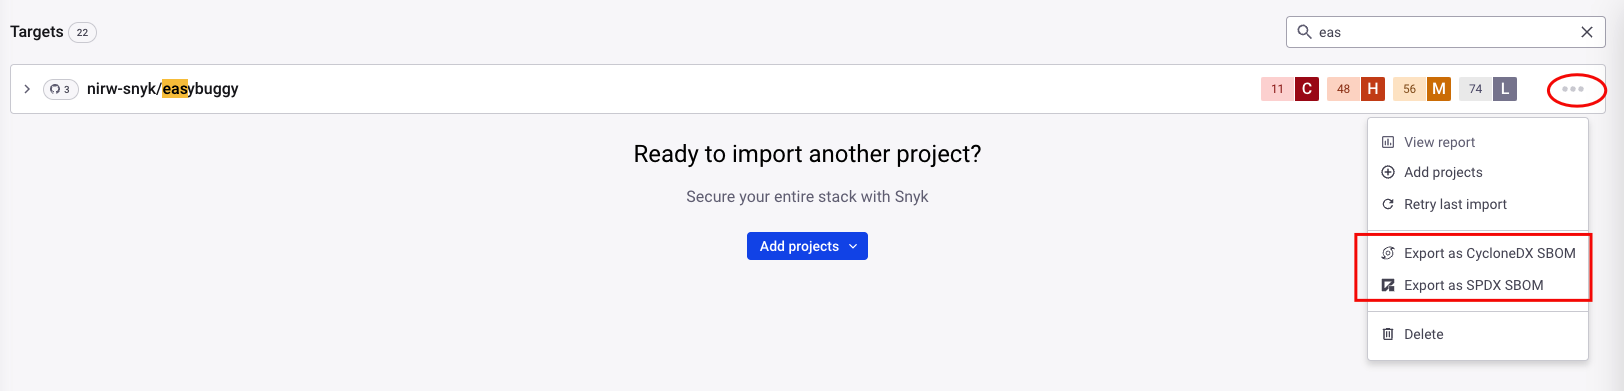 Targets 22
eas
3 nirw-snyk/easybuggy 11 C 48 H 56 M 74 L
Ready to import another project?
Secure your entire stack with Snyk
Add projects
View report
Add projects
Retry last import
Export as CycloneDX SBOM
Export as SPDX SBOM
Delete